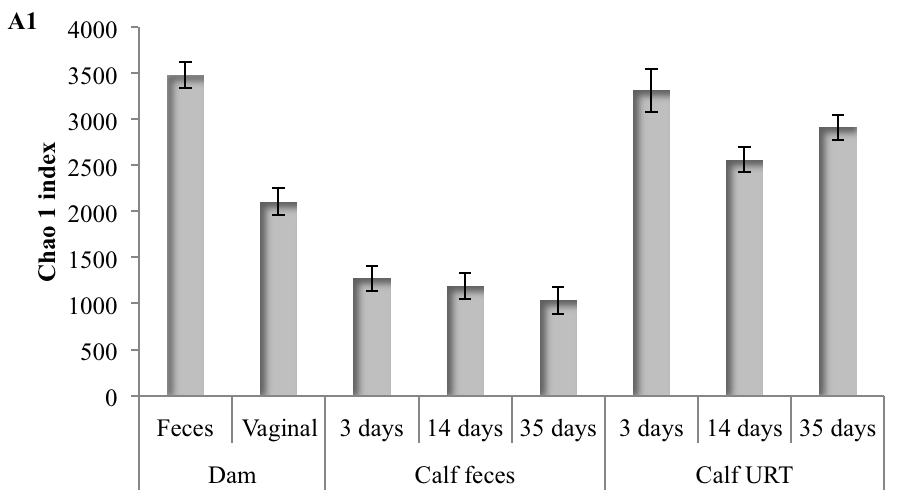 A1
Chao 1 index
4000
3500
3000
2500
2000
1500
1000
500
0
Feces Vaginal 3 days 14 days 35 days 3 days 14 days 35 days
Dam Calf feces Calf URT